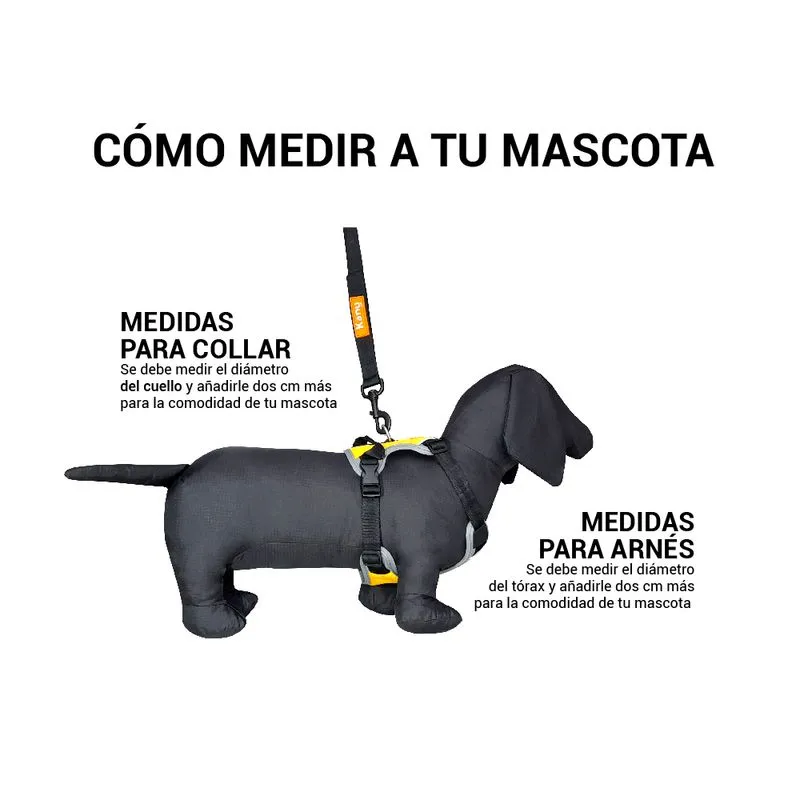 CÓMO MEDIR A TU MASCOTA
Kany
MEDIDAS
PARA COLLAR
Se debe medir el diámetro
del cuello y añadirle dos cm más
para la comodidad de tu mascota
MEDIDAS
PARA ARNÉS
Se debe medir el diámetro
del tórax y añadirle dos cm más
para la comodidad de tu mascota